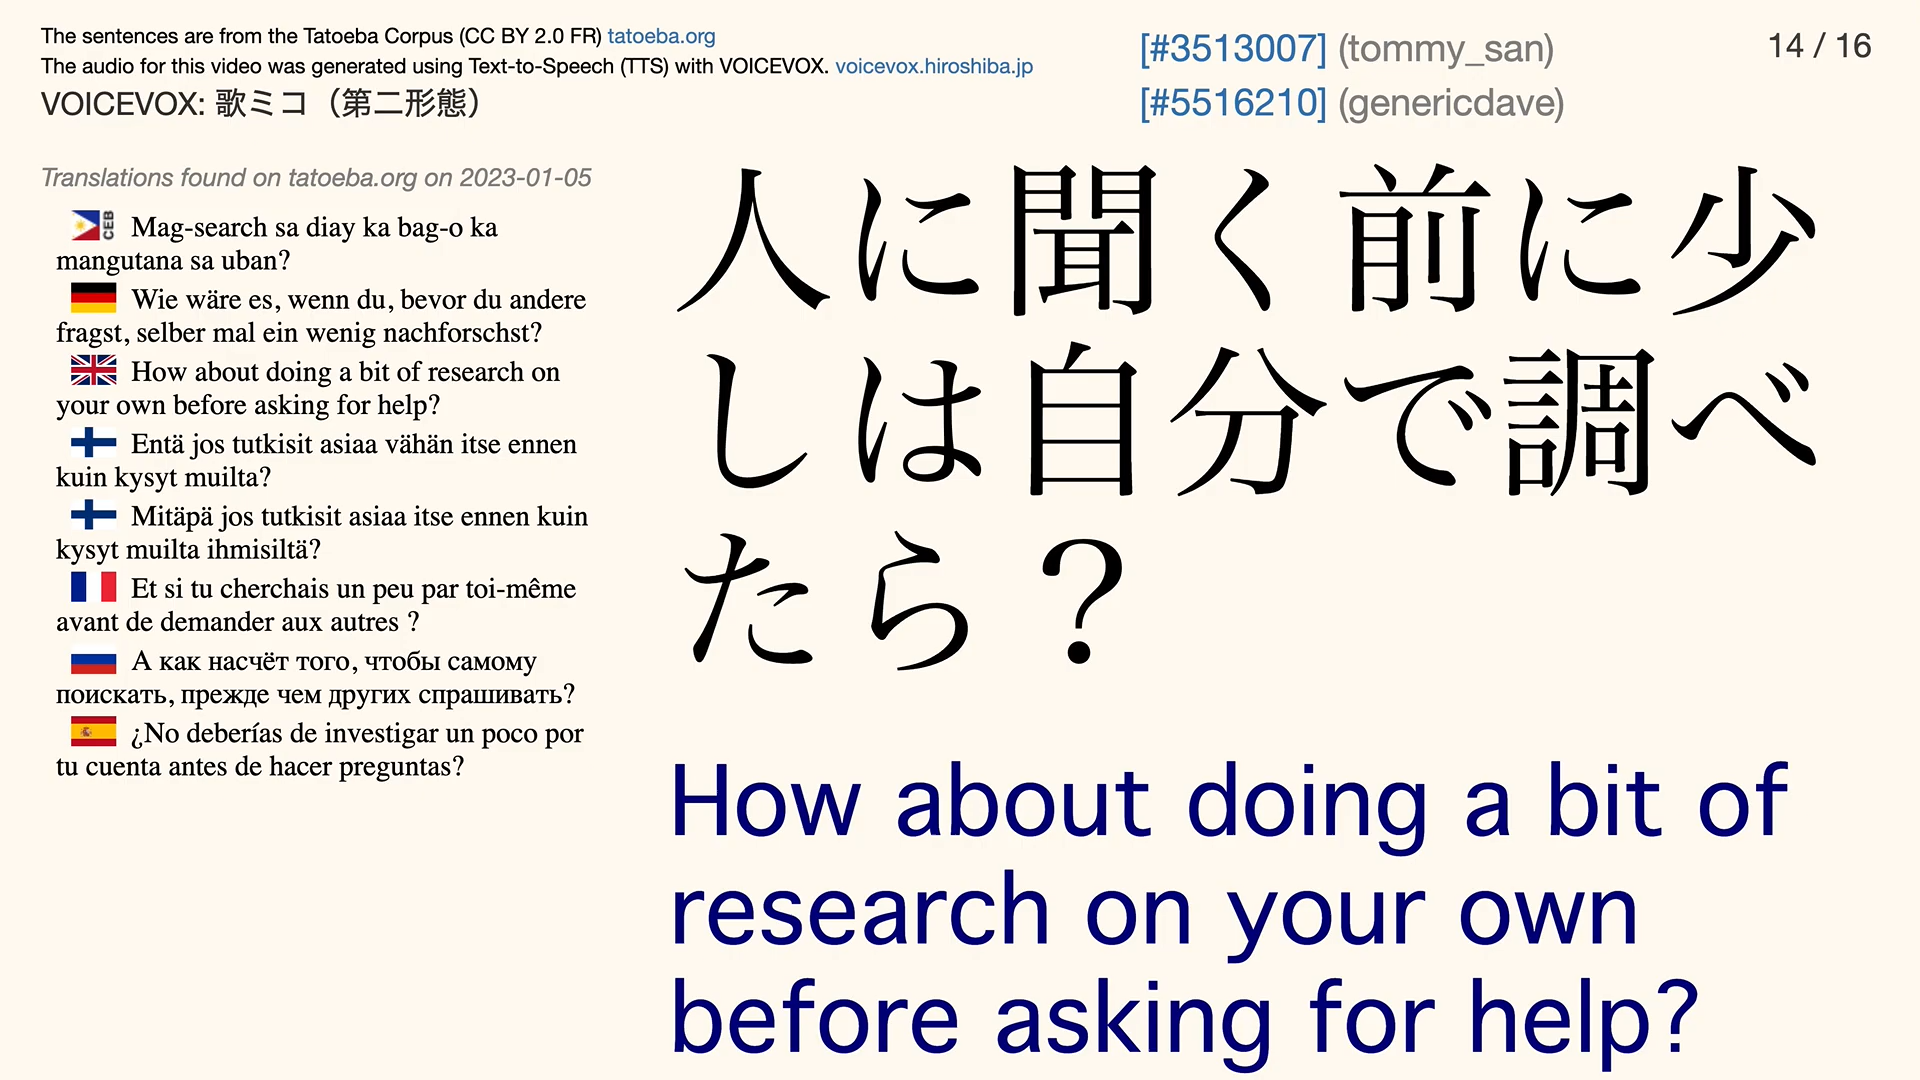 The sentences are from the Tatoeba Corpus (CC BY 2.0 FR) tatoeba.org
The audio for this video was generated using Text-to-Speech (TTS) with VOICEVOX. voicevox.hiroshiba.jp
VOICEVOX: 歌ミコ（第二形態）
[#3513007] (tommy_san)
[#5516210] (genericdave)
14 / 16
Translations found on tatoeba.org on 2023-01-05
CEB Mag-search sa diay ka bag-o ka
mangutana sa uban?
Wie wäre es, wenn du, bevor du andere
fragst, selber mal ein wenig nachforschst?
How about doing a bit of research on
your own before asking for help?
Entä jos tutkisit asiaa vähän itse ennen
kuin kysyt muilta?
Mitäpä jos tutkisit asiaa itse ennen kuin
kysyt muilta ihmisiltä?
Et si tu cherchais un peu par toi-même
avant de demander aux autres ?
А как насчёт того, чтобы самому
поискать, прежде чем других спрашивать?
¿No deberías de investigar un poco por
tu cuenta antes de hacer preguntas?
人に聞く前に少
しは自分で調べ
たら？
How about doing a bit of
research on your own
before asking for help?